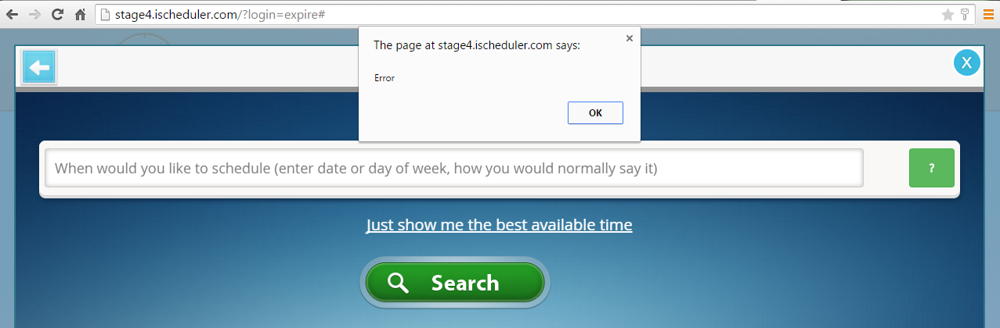 stage4.ischeduler.com/?login=expire#
The page at stage4.ischeduler.com says:
Error
OK
X
When would you like to schedule (enter date or day of week, how you would normally say it)
?
Just show me the best available time
Search